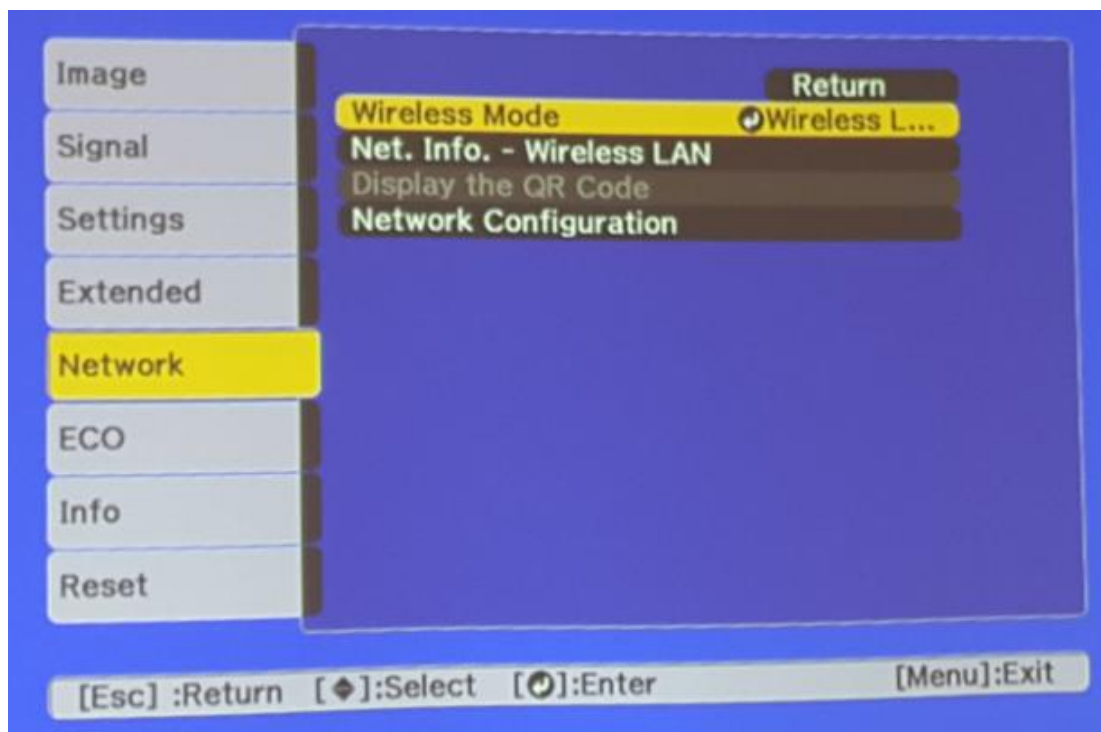 Image
Signal
Settings
Extended
Network
ECO
Info
Reset
Return
Wireless Mode Wireless L...
Net. Info. - Wireless LAN
Display the QR Code
Network Configuration
[Esc] :Return [◆]:Select [↵]:Enter [Menu]:Exit